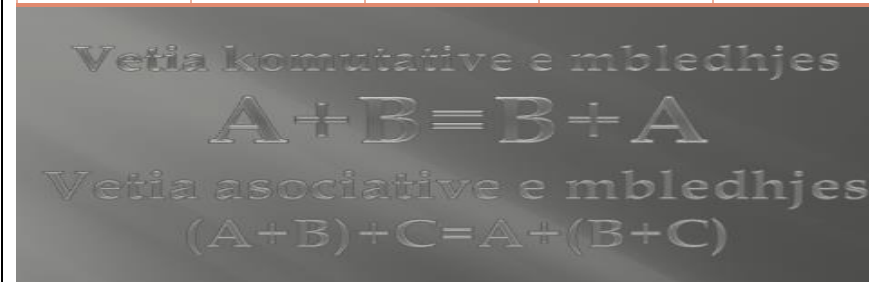 Vetia komutative e mbledhjes
A+B≡B+A
Vetia asociative e mbledhjes
(A+B)+C=A+(B+C)